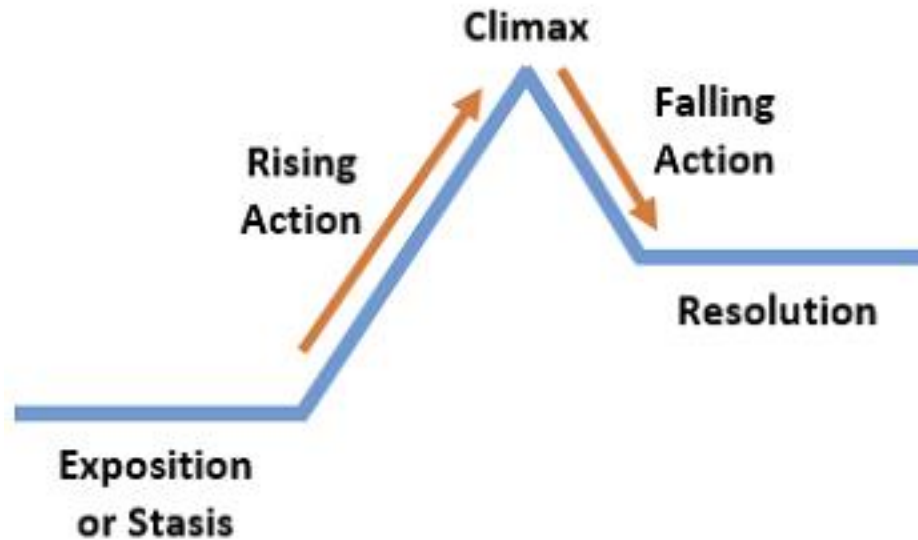 Climax
Rising
Action
Falling
Action
Resolution
Exposition
or Stasis